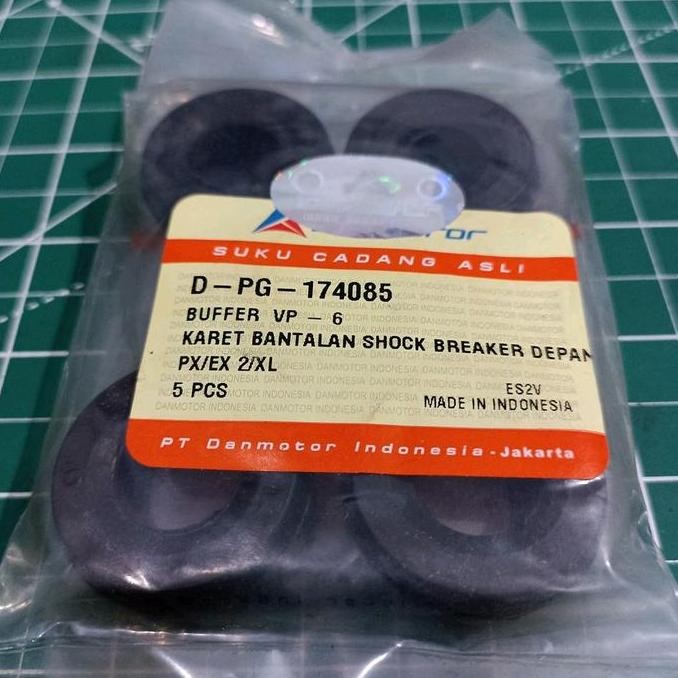 SUKU CADANG ASLI
D-PG-174085
BUFFER VP - 6
KARET BANTALAN SHOCK BREAKER DEPAN
PX/EX 2/XL
5 PCS
ES2V
MADE IN INDONESIA
PT Danmotor Indonesia-Jakarta